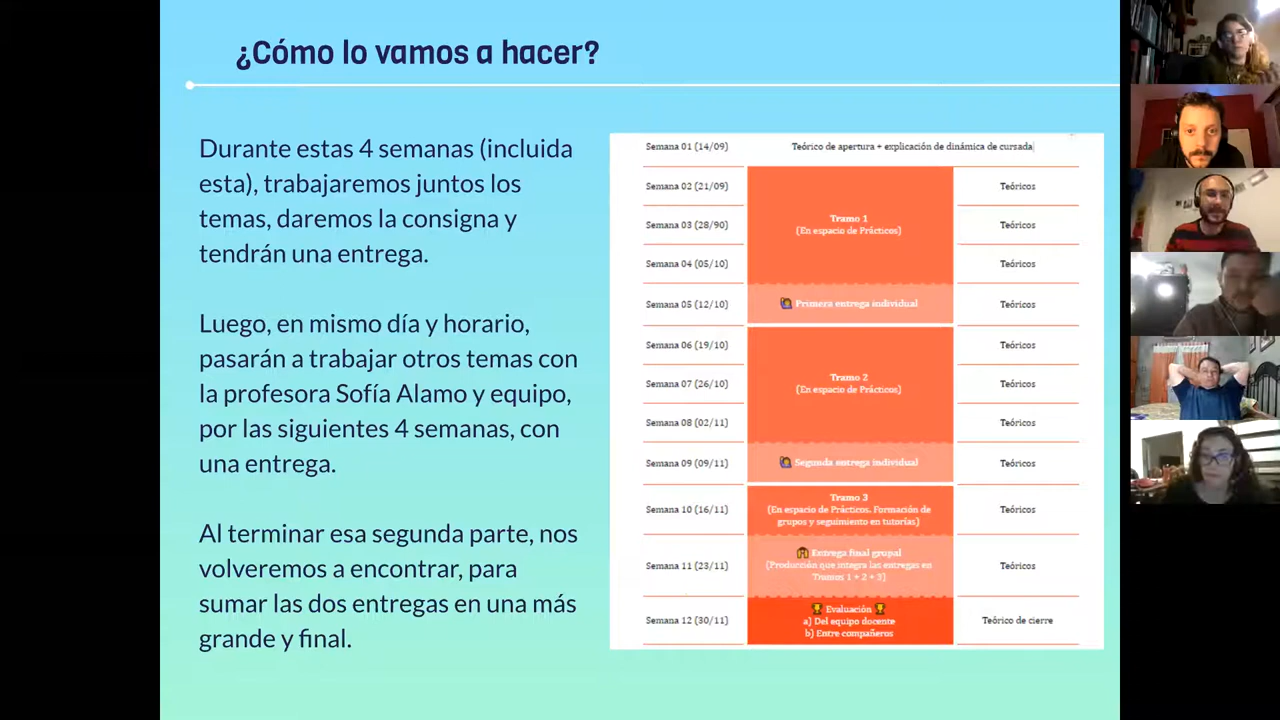 ¿Cómo lo vamos a hacer?
Durante estas 4 semanas (incluida
esta), trabajaremos juntos los
temas, daremos la consigna y
tendrán una entrega.
Luego, en mismo día y horario,
pasarán a trabajar otros temas con
la profesora Sofía Alamo y equipo,
por las siguientes 4 semanas, con
una entrega.
Al terminar esa segunda parte, nos
volveremos a encontrar, para
sumar las dos entregas en una más
grande y final.
Semana 01 (14/09) Teórico de apertura + explicación de dinámica de cursada
Semana 02 (21/09) Teóricos
Tramo 1
Semana 03 (28/90) (En espacio de Prácticos) Teóricos
Semana 04 (05/10) Teóricos
Semana 05 (12/10) Primera entrega individual Teóricos
Semana 06 (19/10) Teóricos
Tramo 2
Semana 07 (26/10) (En espacio de Prácticos) Teóricos
Semana 08 (02/11) Teóricos
Semana 09 (09/11) Segunda entrega individual Teóricos
Tramo 3
Semana 10 (16/11) (En espacio de Prácticos. Formación de Teóricos
grupos y seguimiento en tutorías)
Entrega final grupal
Semana 11 (23/11) (Producción que integra las entregas en Teóricos
Tramos 1 + 2 + 3)
Evaluación
Semana 12 (30/11) a) Del equipo docente Teórico de cierre
b) Entre compañeros